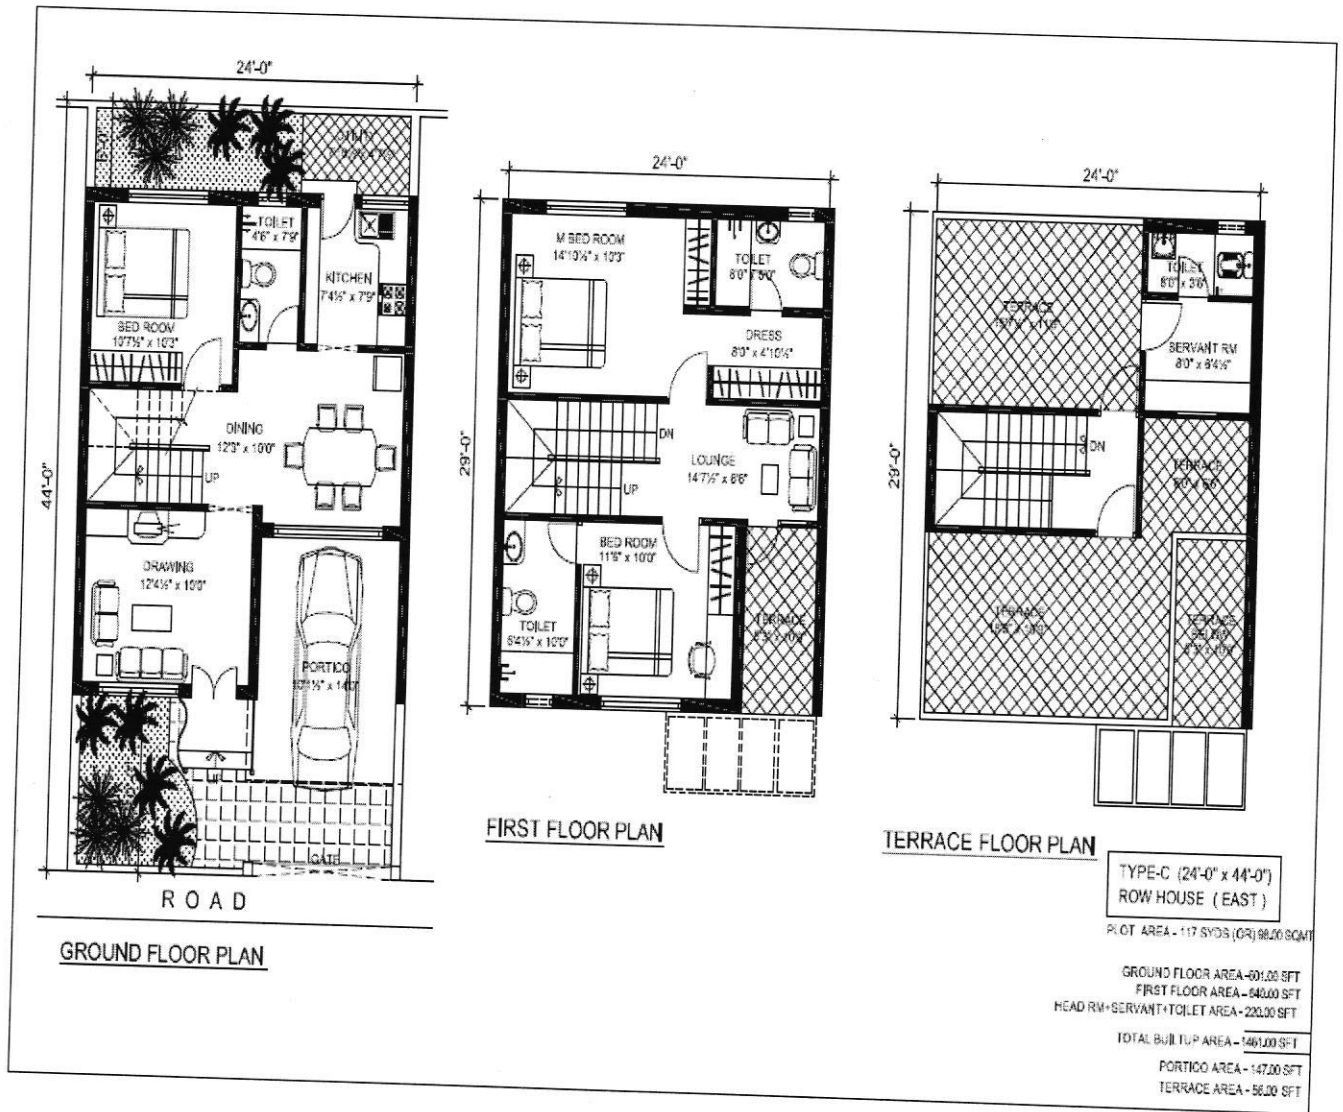 24'-0"
TOILET
4'6" x 7'9"
KITCHEN
7'4½" x 7'9"
BED ROOM
10'7½" x 10'3"
DINING
12'3" x 10'0"
UP
44'-0"
DRAWING
12'4½" x 10'0"
PORTICO
UP
GATE
ROAD
GROUND FLOOR PLAN
24'-0"
M BED ROOM
14'10½" x 10'3"
TOILET
DRESS
8'0" x 4'10½"
DN
LOUNGE
14'7½" x 6'6"
UP
29'-0"
BED ROOM
11'6" x 10'0"
TOILET
6'4½" x 10'0"
TERRACE
FIRST FLOOR PLAN
24'-0"
TERRACE
TOILET
8'0" x 3'6"
SERVANT RM
8'0" x 6'4½"
DN
29'-0"
TERRACE
TERRACE
TERRACE
BELOW
TERRACE FLOOR PLAN
TYPE-C (24'-0" x 44'-0")
ROW HOUSE ( EAST )
PLOT AREA - 117 SYDS (OR) 98.00 SQMT
GROUND FLOOR AREA -601.00 SFT
FIRST FLOOR AREA - 640.00 SFT
HEAD RM+SERVANT+TOILET AREA - 220.00 SFT
TOTAL BUILTUP AREA - 1461.00 SFT
PORTICO AREA - 147.00 SFT
TERRACE AREA - 56.00 SFT